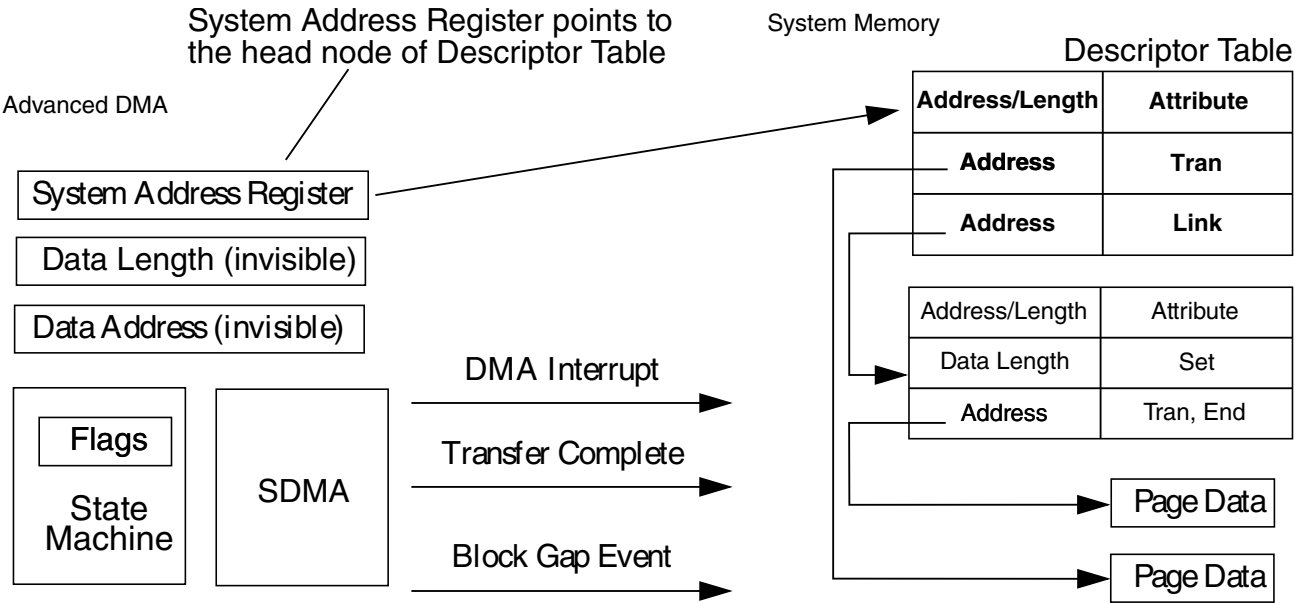 System Address Register points to
the head node of Descriptor Table
System Memory
Descriptor Table
Advanced DMA
Address/Length Attribute
Address Tran
Address Link
System Address Register
Data Length (invisible)
Data Address (invisible)
Address/Length Attribute
Data Length Set
Address Tran, End
DMA Interrupt
Flags
Transfer Complete
State
Machine
SDMA
Block Gap Event
Page Data
Page Data